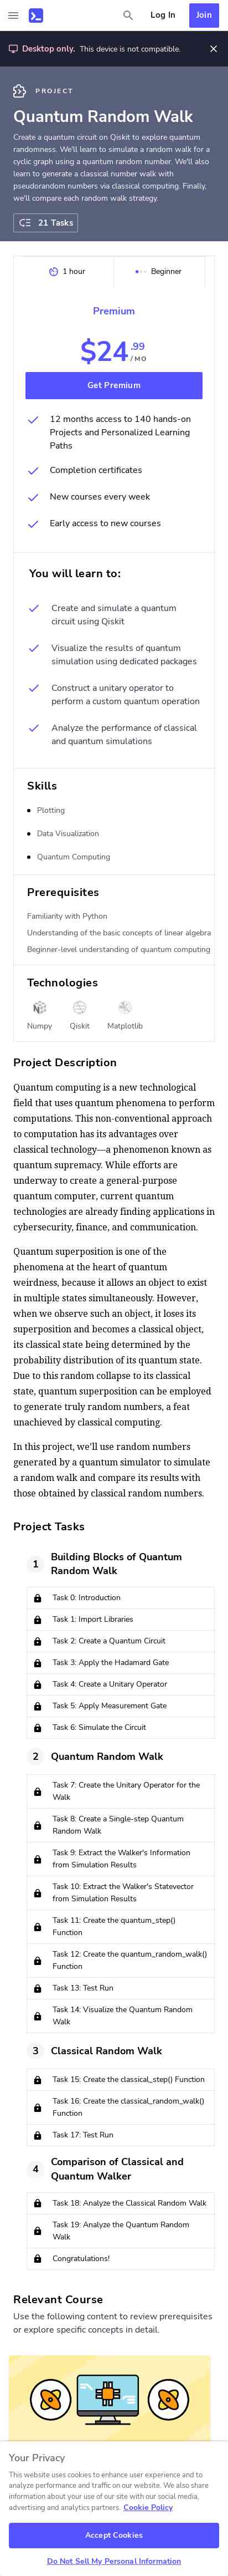 Log In
Join
Desktop only. This device is not compatible.
PROJECT
Quantum Random Walk
Create a quantum circuit on Qiskit to explore quantum
randomness. We'll learn to simulate a random walk for a
cyclic graph using a quantum random number. We'll also
learn to generate a classical number walk with
pseudorandom numbers via classical computing. Finally,
we'll compare each random walk strategy.
21 Tasks
1 hour
Beginner
Premium
$24.99
/ MO
Get Premium
12 months access to 140 hands-on
Projects and Personalized Learning
Paths
Completion certificates
New courses every week
Early access to new courses
You will learn to:
Create and simulate a quantum
circuit using Qiskit
Visualize the results of quantum
simulation using dedicated packages
Construct a unitary operator to
perform a custom quantum operation
Analyze the performance of classical
and quantum simulations
Skills
Plotting
Data Visualization
Quantum Computing
Prerequisites
Familiarity with Python
Understanding of the basic concepts of linear algebra
Beginner-level understanding of quantum computing
Technologies
Numpy
Qiskit
Matplotlib
Project Description
Quantum computing is a new technological
field that uses quantum phenomena to perform
computations. This non-conventional approach
to computation has its advantages over
classical technology—a phenomenon known as
quantum supremacy. While efforts are
underway to create a general-purpose
quantum computer, current quantum
technologies are already finding applications in
cybersecurity, finance, and communication.
Quantum superposition is one of the
phenomena at the heart of quantum
weirdness, because it allows an object to exist
in multiple states simultaneously. However,
when we observe such an object, it loses its
superposition and becomes a classical object,
its classical state being determined by the
probability distribution of its quantum state.
Due to this random collapse to its classical
state, quantum superposition can be employed
to generate truly random numbers, a feat
unachieved by classical computing.
In this project, we'll use random numbers
generated by a quantum simulator to simulate
a random walk and compare its results with
those obtained by classical random numbers.
Project Tasks
1
Building Blocks of Quantum
Random Walk
Task 0: Introduction
Task 1: Import Libraries
Task 2: Create a Quantum Circuit
Task 3: Apply the Hadamard Gate
Task 4: Create a Unitary Operator
Task 5: Apply Measurement Gate
Task 6: Simulate the Circuit
2
Quantum Random Walk
Task 7: Create the Unitary Operator for the
Walk
Task 8: Create a Single-step Quantum
Random Walk
Task 9: Extract the Walker's Information
from Simulation Results
Task 10: Extract the Walker's Statevector
from Simulation Results
Task 11: Create the quantum_step()
Function
Task 12: Create the quantum_random_walk()
Function
Task 13: Test Run
Task 14: Visualize the Quantum Random
Walk
3
Classical Random Walk
Task 15: Create the classical_step() Function
Task 16: Create the classical_random_walk()
Function
Task 17: Test Run
4
Comparison of Classical and
Quantum Walker
Task 18: Analyze the Classical Random Walk
Task 19: Analyze the Quantum Random
Walk
Congratulations!
Relevant Course
Use the following content to review prerequisites
or explore specific concepts in detail.
Your Privacy
This website uses cookies to enhance user experience and to
analyze performance and traffic on our website. We also share
information about your use of our site with our social media,
advertising and analytics partners. Cookie Policy
Accept Cookies
Do Not Sell My Personal Information